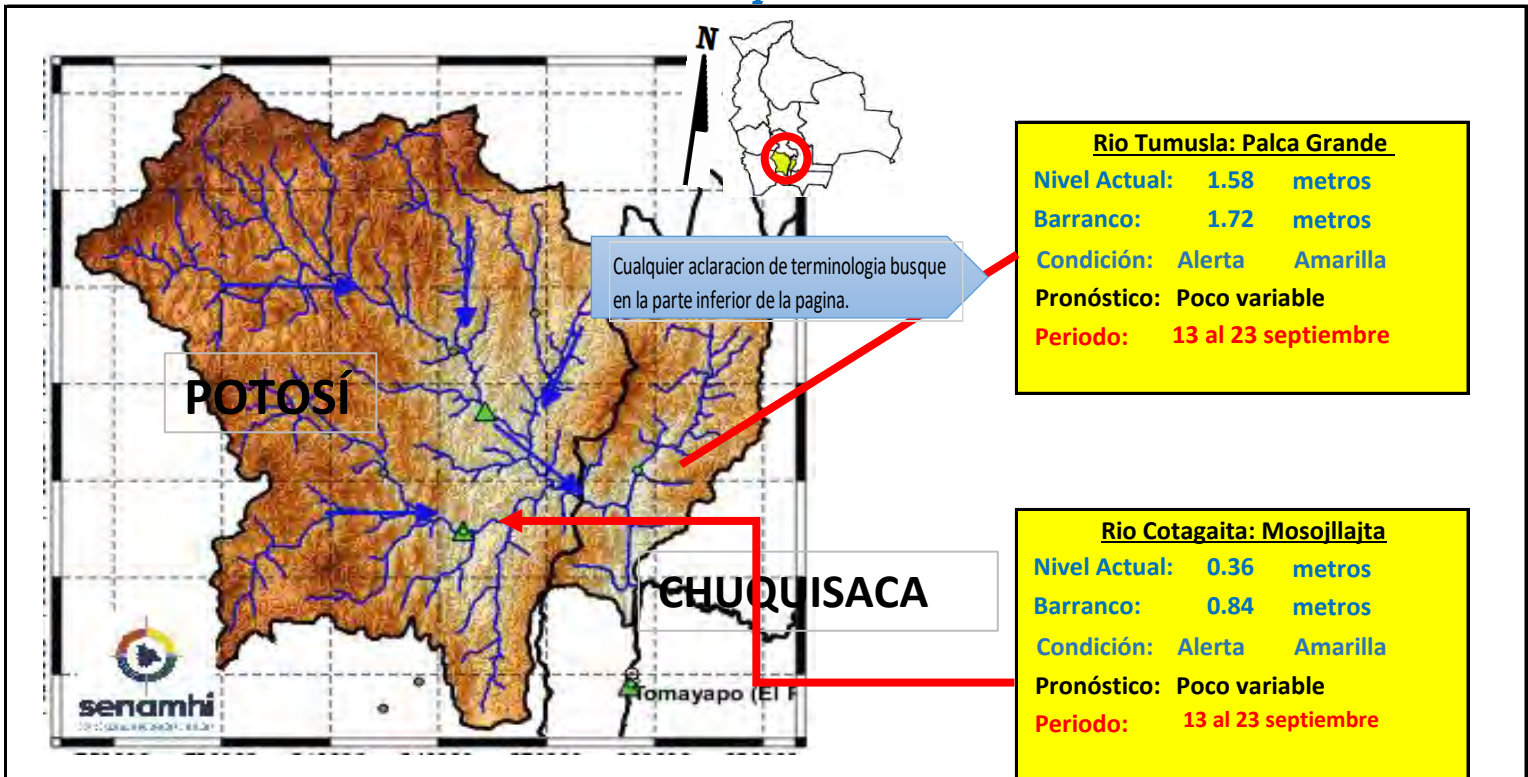 N
Cualquier aclaracion de terminologia busque
en la parte inferior de la pagina.
POTOSÍ
CHUQUISACA
Tomayapo (El
senamhi
Rio Tumusla: Palca Grande
Nivel Actual: 1.58 metros
Barranco: 1.72 metros
Condición: Alerta Amarilla
Pronóstico: Poco variable
Periodo: 13 al 23 septiembre
Rio Cotagaita: Mosojllajta
Nivel Actual: 0.36 metros
Barranco: 0.84 metros
Condición: Alerta Amarilla
Pronóstico: Poco variable
Periodo: 13 al 23 septiembre